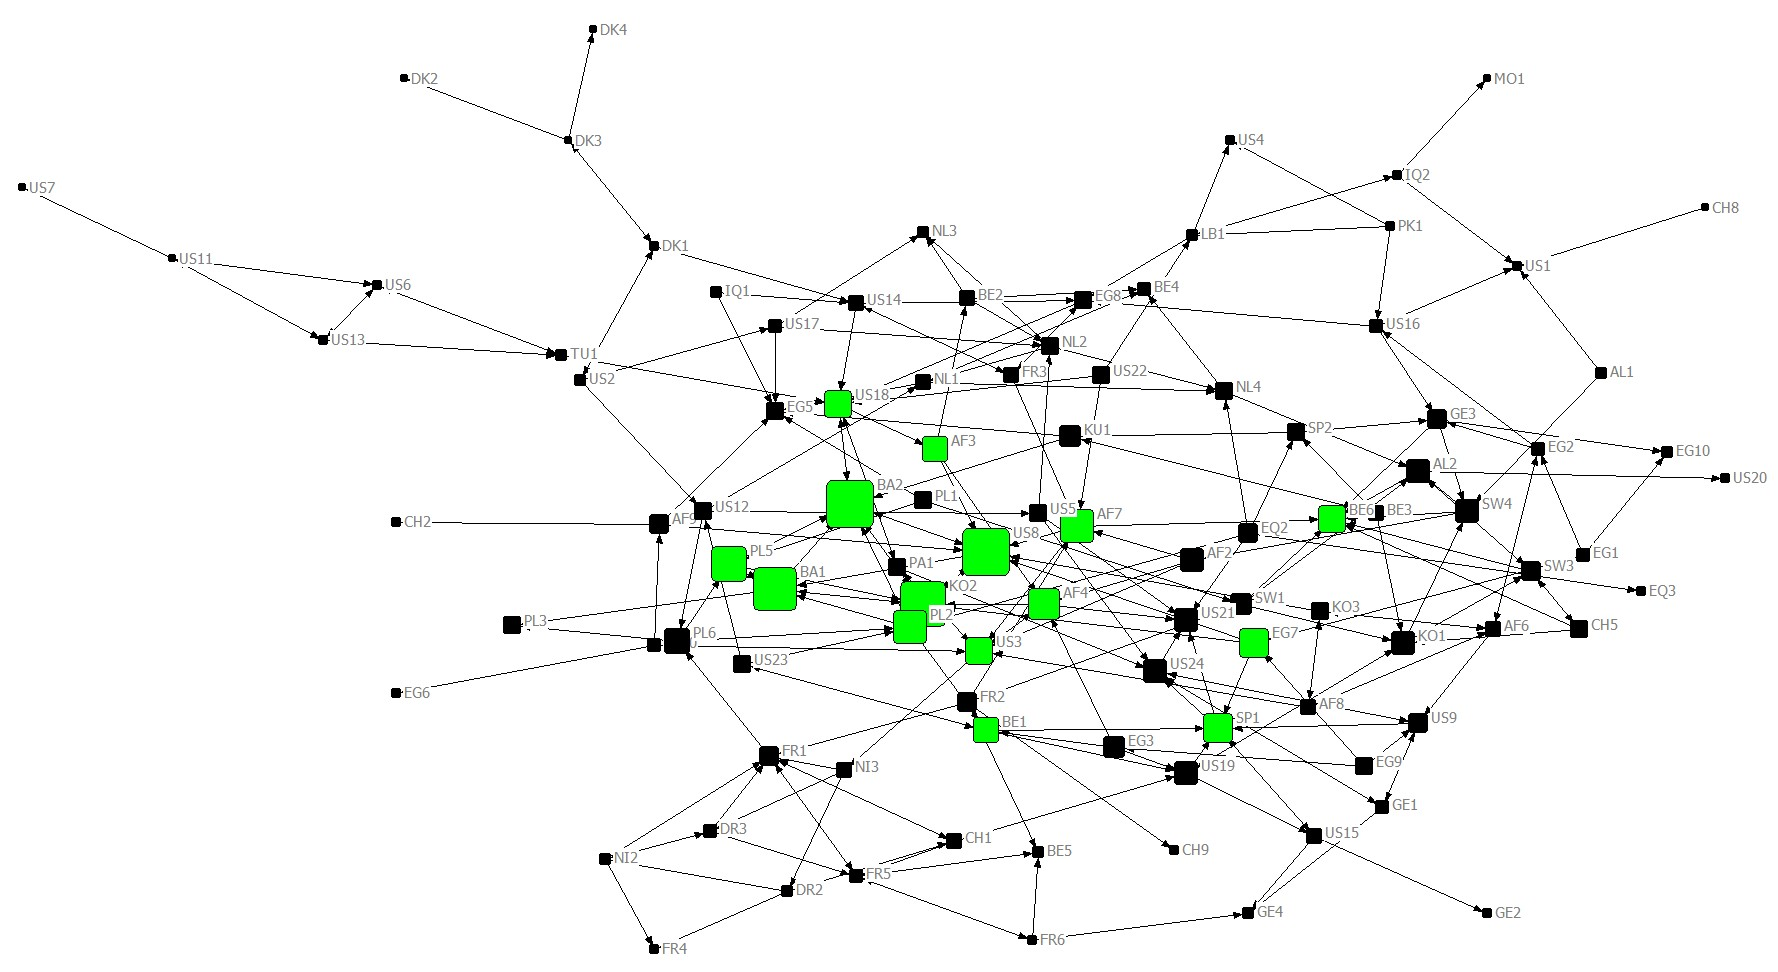 DK4
DK2
MO1
DK3
US4
IQ2
US7
CH8
PK1
NL3
LB1
DK1
US11
US1
US6
IQ1
BE2
EG8
BE4
US14
US17
US16
US13
NL2
TU1
US2
NL1
FR3
US22
AL1
US18
NL4
EG5
GE3
KU1
SP2
AF3
EG2
EG10
AL2
US20
BA2
PL1
US12
US5
AF7
BE6
BE3
SW4
CH2
AF9
US8
EQ2
PL5
AF2
EG1
PA1
BA1
SW3
KO2
AF4
EQ3
SW1
PL2
US21
KO3
PL3
PL6
US3
EG7
KO1
AF6
CH5
US23
US24
EG6
FR2
AF8
BE1
SP1
US9
EG3
FR1
NI3
US19
EG9
GE1
DR3
US15
CH1
CH9
BE5
NI2
FR5
DR2
GE4
GE2
FR6
FR4